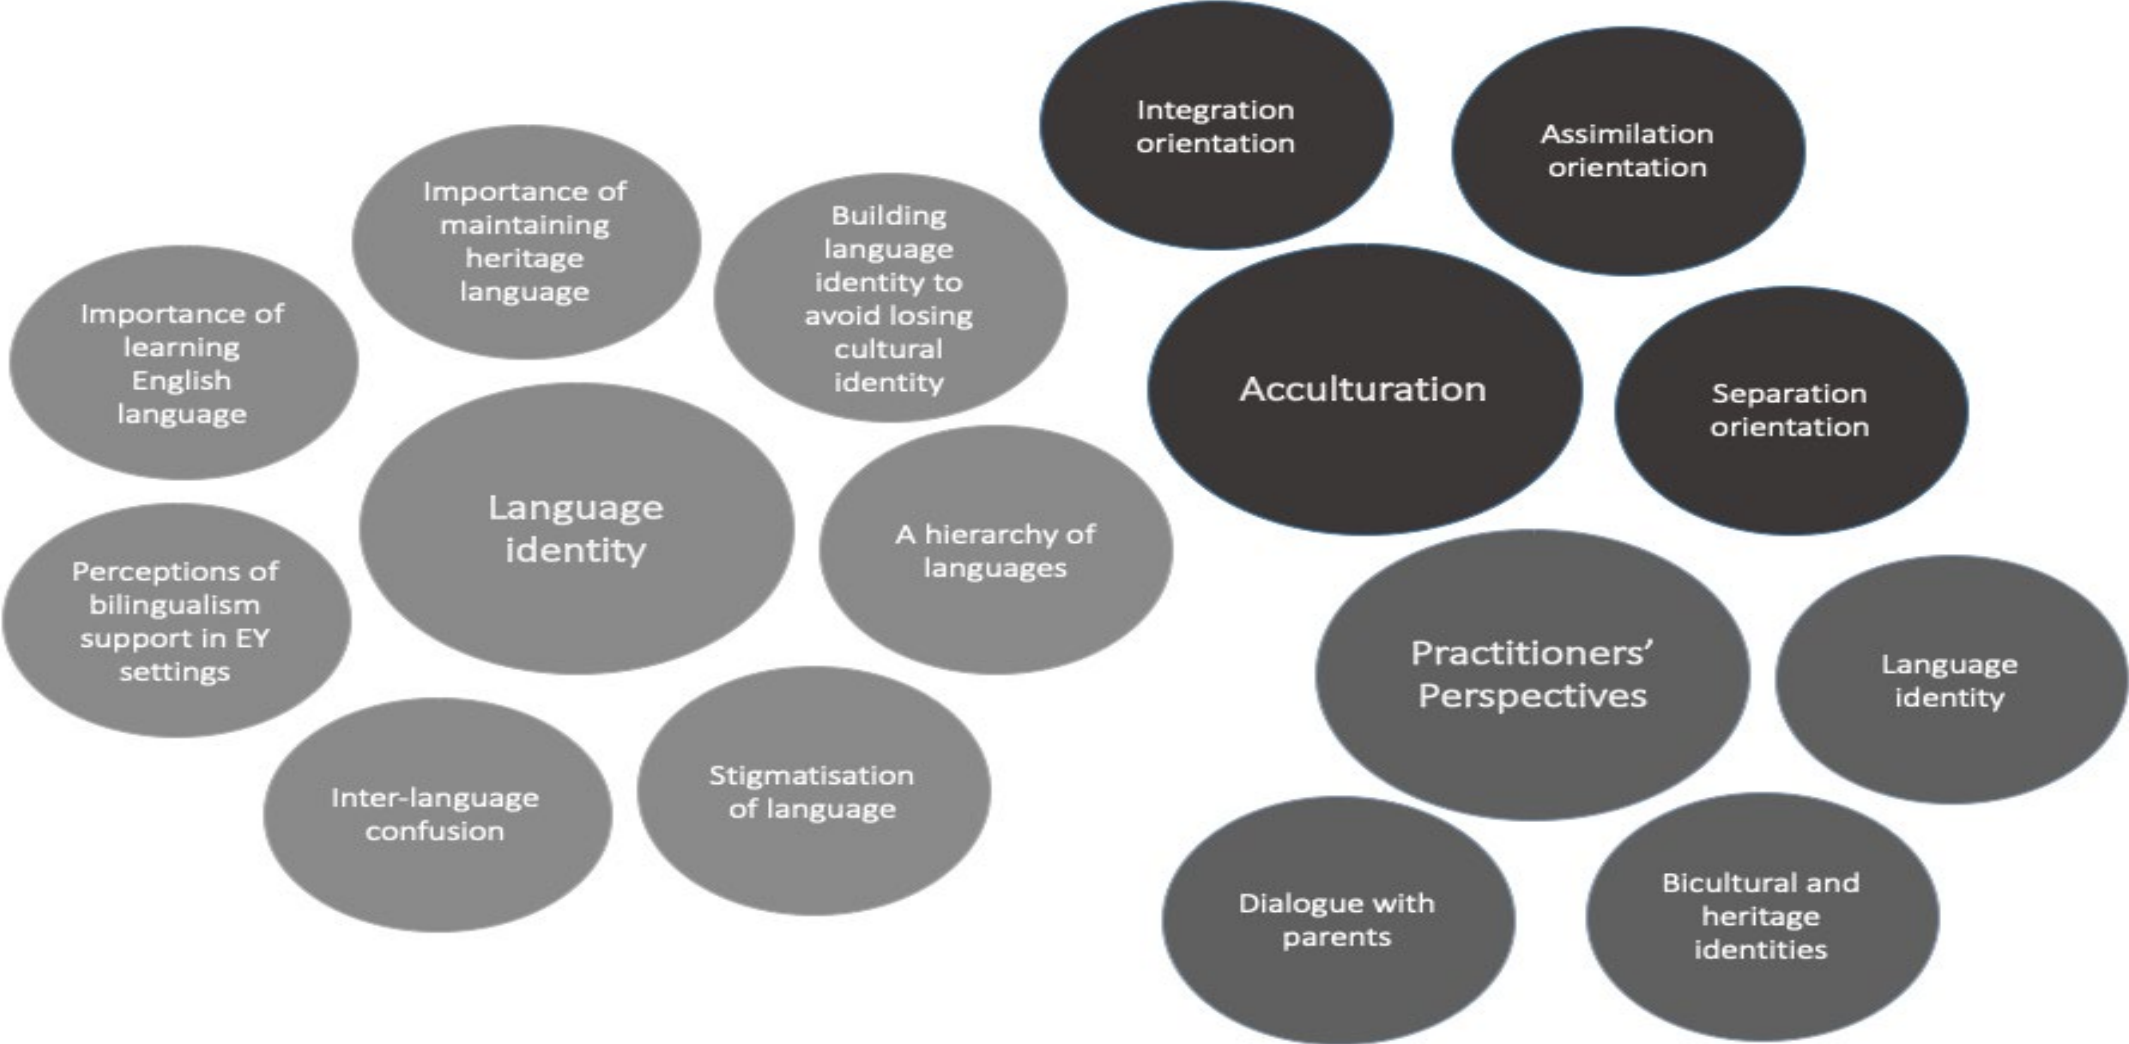 Importance of
learning
English
language
Importance of
maintaining
heritage
language
Building
language
identity to
avoid losing
cultural
identity
Language
identity
A hierarchy of
languages
Perceptions of
bilingualism
support in EY
settings
Inter-language
confusion
Stigmatisation
of language
Integration
orientation
Assimilation
orientation
Acculturation
Separation
orientation
Practitioners’
Perspectives
Language
identity
Dialogue with
parents
Bicultural and
heritage
identities